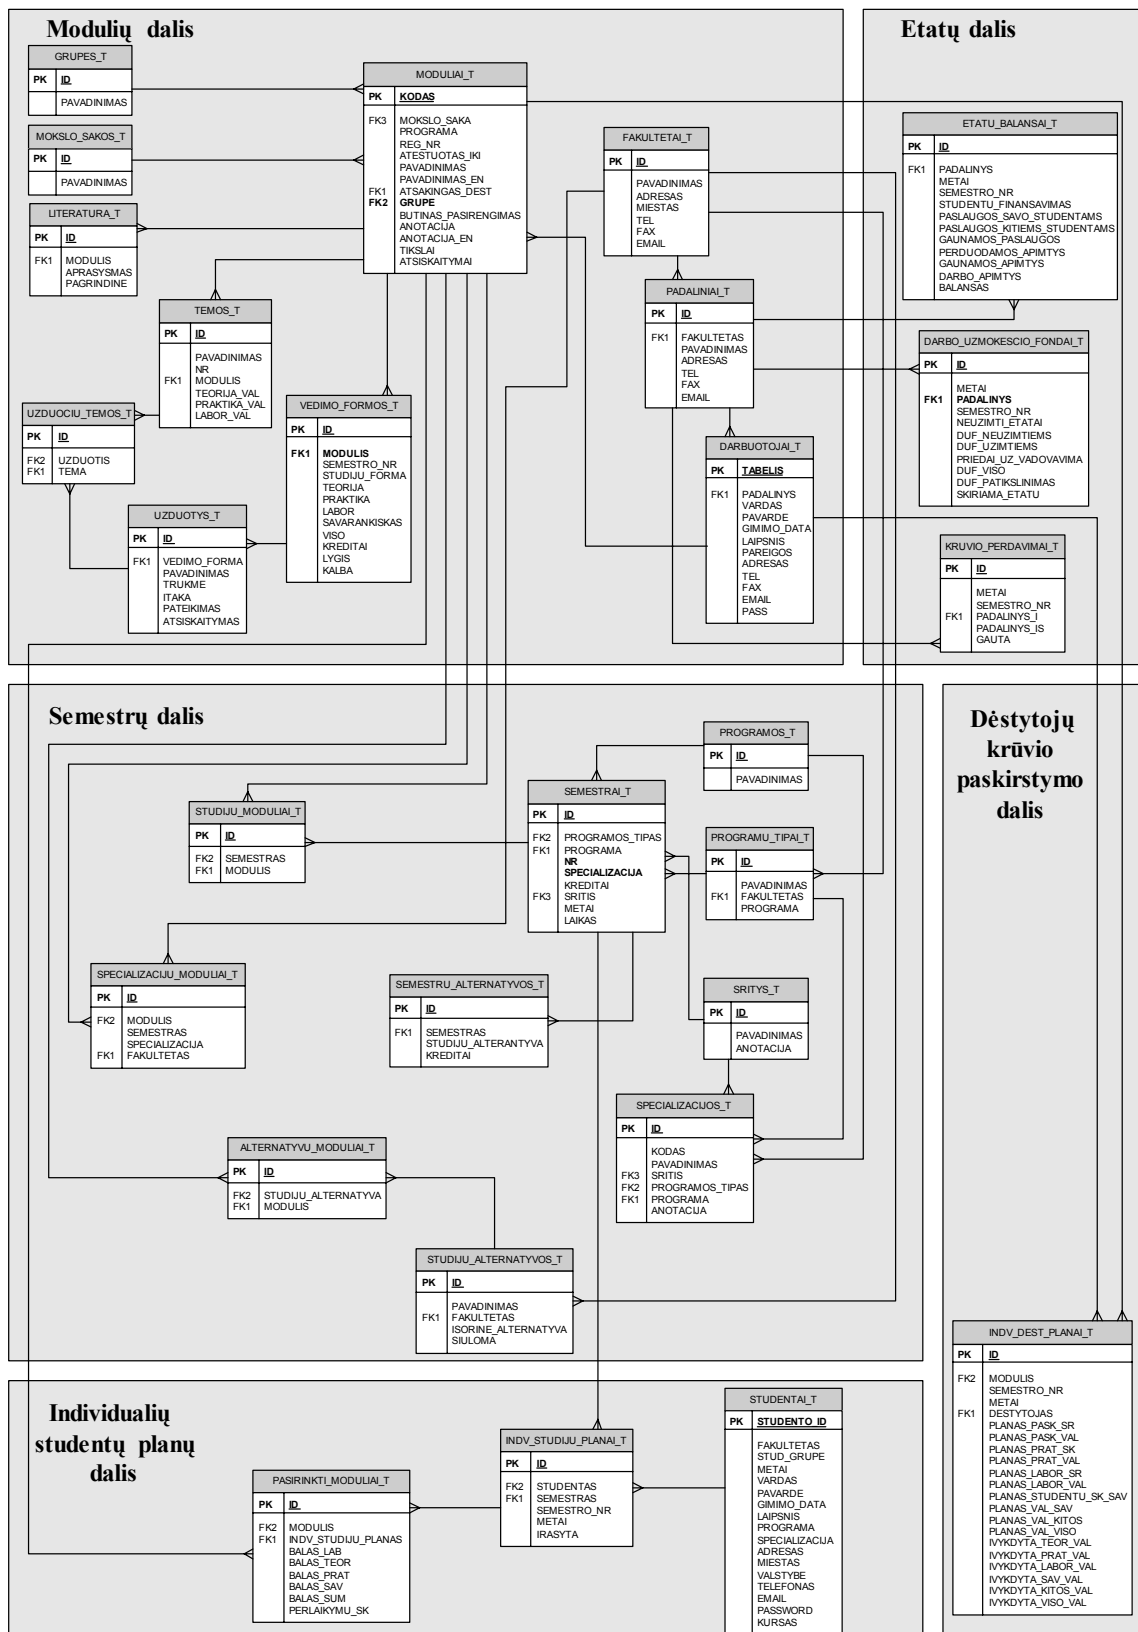 Modulių dalis
GRUPES_T
PK ID
PAVADINIMAS
MOKSLO_SAKOS_T
PK ID
PAVADINIMAS
LITERATURA_T
PK ID
FK1 MODULIS
APRASYSMAS
PAGRINDINE
MODULIAI_T
PK KODAS
FK3 MOKSLO_SAKA
PROGRAMA
REG_NR
ATESTUOTAS_IKI
PAVADINIMAS
PAVADINIMAS_EN
FK1 ATSAKINGAS_DEST
FK2 GRUPE
BUTINAS_PASIRENGIMAS
ANOTACIJA
ANOTACIJA_EN
TIKSLAI
ATSISKAITYMAI
TEMOS_T
PK ID
PAVADINIMAS
NR
FK1 MODULIS
TEORIJA_VAL
PRAKTIKA_VAL
LABOR_VAL
UZDUOCIU_TEMOS_T
PK ID
FK2 UZDUOTIS
FK1 TEMA
UZDUOTYS_T
PK ID
FK1 VEDIMO_FORMA
PAVADINIMAS
TRUKME
ITAKA
PATEIKIMAS
ATSISKAITYMAS
VEDIMO_FORMOS_T
PK ID
FK1 MODULIS
SEMESTRO_NR
STUDIJU_FORMA
TEORIJA
PRAKTIKA
LABOR
SAVARANKISKAS
VISO
KREDITAI
LYGIS
KALBA
FAKULTETAI_T
PK ID
PAVADINIMAS
ADRESAS
MIESTAS
TEL
FAX
EMAIL
PADALINIAI_T
PK ID
FK1 FAKULTETAS
PAVADINIMAS
ADRESAS
TEL
FAX
EMAIL
DARBUOTOJAI_T
PK TABELIS
FK1 PADALINYS
VARDAS
PAVARDE
GIMIMO_DATA
LAIPSNIS
PAREIGOS
ADRESAS
TEL
FAX
EMAIL
PASS
Etatų dalis
ETATU_BALANSAI_T
PK ID
FK1 PADALINYS
METAI
SEMESTRO_NR
STUDENTU_FINANSAVIMAS
PASLAUGOS_SAVO_STUDENTAMS
PASLAUGOS_KITIEMS_STUDENTAMS
GAUNAMOS_PASLAUGOS
PERDUODAMOS_APIMTYS
GAUNAMOS_APIMTYS
DARBO_APIMTYS
BALANSAS
DARBO_UZMOKESCIO_FONDAI_T
PK ID
METAI
FK1 PADALINYS
SEMESTRO_NR
NEUZIMTI_ETATAI
DUF_NEUZIMTIEMS
DUF_UZIMTIEMS
PRIEDAI_UZ_VADOVAVIMA
DUF_VISO
DUF_PATIKSLINIMAS
SKIRIAMA_ETATU
KRUVIO_PERDAVIMAI_T
PK ID
METAI
SEMESTRO_NR
FK1 PADALINYS_I
PADALINYS_IS
GAUTA
Semestrų dalis
PROGRAMOS_T
PK ID
PAVADINIMAS
SEMESTRAI_T
PK ID
FK2 PROGRAMOS_TIPAS
FK1 PROGRAMA
NR
SPECIALIZACIJA
KREDITAI
FK3 SRITIS
METAI
LAIKAS
STUDIJU_MODULIAI_T
PK ID
FK2 SEMESTRAS
FK1 MODULIS
PROGRAMU_TIPAI_T
PK ID
PAVADINIMAS
FK1 FAKULTETAS
PROGRAMA
SPECIALIZACIJU_MODULIAI_T
PK ID
FK2 MODULIS
SEMESTRAS
SPECIALIZACIJA
FK1 FAKULTETAS
SEMESTRU_ALTERNATYVOS_T
PK ID
FK1 SEMESTRAS
STUDIJU_ALTERANTYVA
KREDITAI
SRITYS_T
PK ID
PAVADINIMAS
ANOTACIJA
SPECIALIZACIJOS_T
PK ID
KODAS
PAVADINIMAS
FK3 SRITIS
FK2 PROGRAMOS_TIPAS
FK1 PROGRAMA
ANOTACIJA
ALTERNATYVU_MODULIAI_T
PK ID
FK2 STUDIJU_ALTERNATYVA
FK1 MODULIS
STUDIJU_ALTERNATYVOS_T
PK ID
PAVADINIMAS
FK1 FAKULTETAS
ISORINE_ALTERNATYVA
SIULOMA
Dėstytojų
krūvio
paskirstymo
dalis
INDV_DEST_PLANAI_T
PK ID
FK2 MODULIS
SEMESTRO_NR
METAI
FK1 DESTYTOJAS
PLANAS_PASK_SR
PLANAS_PASK_VAL
PLANAS_PRAT_SK
PLANAS_PRAT_VAL
PLANAS_LABOR_SR
PLANAS_LABOR_VAL
PLANAS_STUDENTU_SK_SAV
PLANAS_VAL_SAV
PLANAS_VAL_KITOS
PLANAS_VAL_VISO
IVYKDYTA_TEOR_VAL
IVYKDYTA_PRAT_VAL
IVYKDYTA_LABOR_VAL
IVYKDYTA_SAV_VAL
IVYKDYTA_KITOS_VAL
IVYKDYTA_VISO_VAL
Individualių
studentų planų
dalis
PASIRINKTI_MODULIAI_T
PK ID
FK2 MODULIS
FK1 INDV_STUDIJU_PLANAS
BALAS_LAB
BALAS_TEOR
BALAS_PRAT
BALAS_SAV
BALAS_SUM
PERLAIKYMU_SK
INDV_STUDIJU_PLANAI_T
PK ID
FK2 STUDENTAS
FK1 SEMESTRAS
SEMESTRO_NR
METAI
IRASYTA
STUDENTAI_T
PK STUDENTO_ID
FAKULTETAS
STUD_GRUPE
METAI
VARDAS
PAVARDE
GIMIMO_DATA
LAIPSNIS
PROGRAMA
SPECIALIZACIJA
ADRESAS
MIESTAS
VALSTYBE
TELEFONAS
EMAIL
PASSWORD
KURSAS